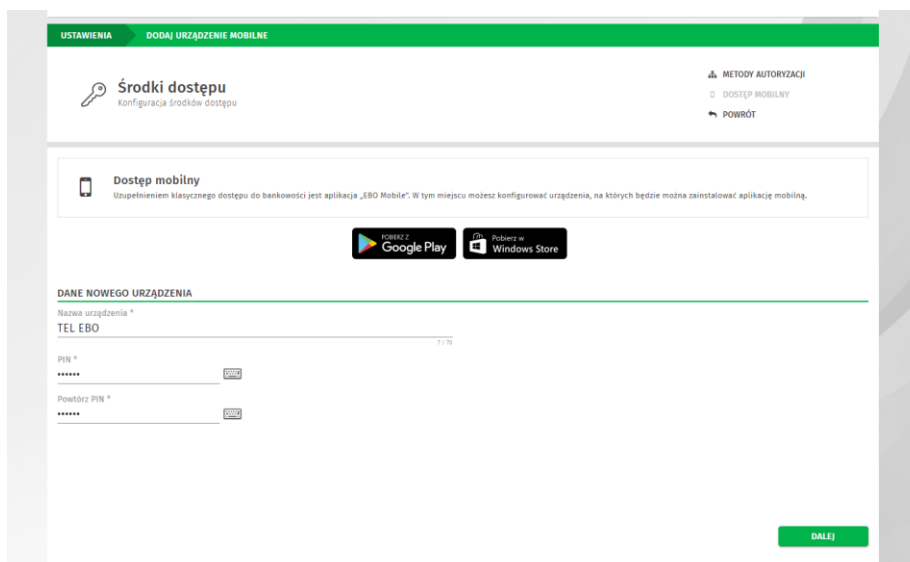 USTAWIENIA
DODAJ URZĄDZENIE MOBILNE
Środki dostępu
Konfiguracja środków dostępu
METODY AUTORYZACJI
DOSTĘP MOBILNY
POWRÓT
Dostęp mobilny
Uzupełnieniem klasycznego dostępu do bankowości jest aplikacja „EBO Mobile". W tym miejscu możesz konfigurować urządzenia, na których będzie można zainstalować aplikację mobilną.
POBIERZ Z
Google Play
Pobierz w
Windows Store
DANE NOWEGO URZĄDZENIA
Nazwa urządzenia *
TEL EBO
7 / 70
PIN *
••••••
Powtórz PIN *
••••••
DALEJ